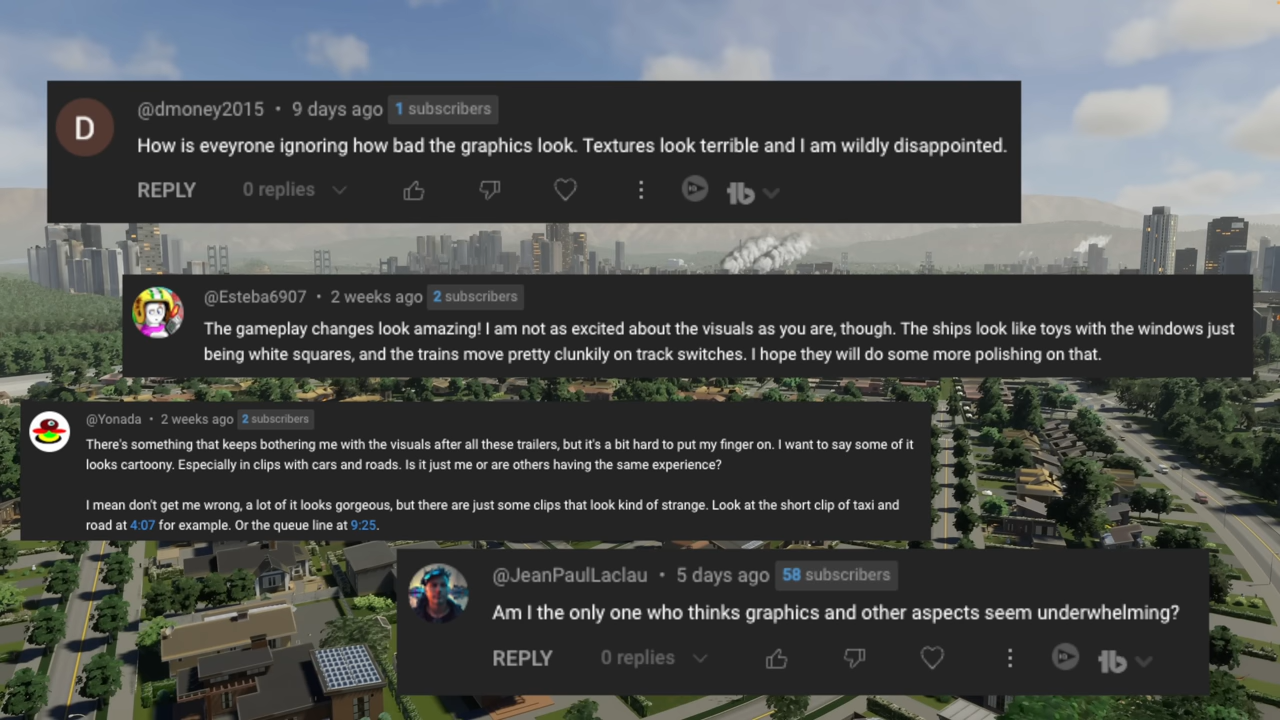 D
@dmoney2015 • 9 days ago 1 subscribers
How is eveyrone ignoring how bad the graphics look. Textures look terrible and I am wildly disappointed.
REPLY 0 replies
@Esteba6907 • 2 weeks ago 2 subscribers
The gameplay changes look amazing! I am not as excited about the visuals as you are, though. The ships look like toys with the windows just
being white squares, and the trains move pretty clunkily on track switches. I hope they will do some more polishing on that.
@Yonada • 2 weeks ago 2 subscribers
There's something that keeps bothering me with the visuals after all these trailers, but it's a bit hard to put my finger on. I want to say some of it
looks cartoony. Especially in clips with cars and roads. Is it just me or are others having the same experience?
I mean don't get me wrong, a lot of it looks gorgeous, but there are just some clips that look kind of strange. Look at the short clip of taxi and
road at 4:07 for example. Or the queue line at 9:25.
@JeanPaulLaclau • 5 days ago 58 subscribers
Am I the only one who thinks graphics and other aspects seem underwhelming?
REPLY 0 replies